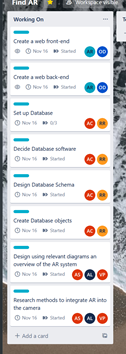 Find AR
Workspace visible
Working On
Create a web front-end
Nov 16 Started
AR OD
Create a web back-end
Nov 16 Started
AR OD
Set up Database
Nov 16 0/3
AC RR
Decide Database software
Nov 16 Started
AC RR
Design Database Schema
Nov 16 Started
AC RR
Create Database objects
Nov 16 Started
AC RR
Design using relevant diagrams an
overview of the AR system
Nov 16 Started
AS AL VP
Research methods to integrate AR into
the camera
Nov 16 Started
AS AL VP
+ Add a card